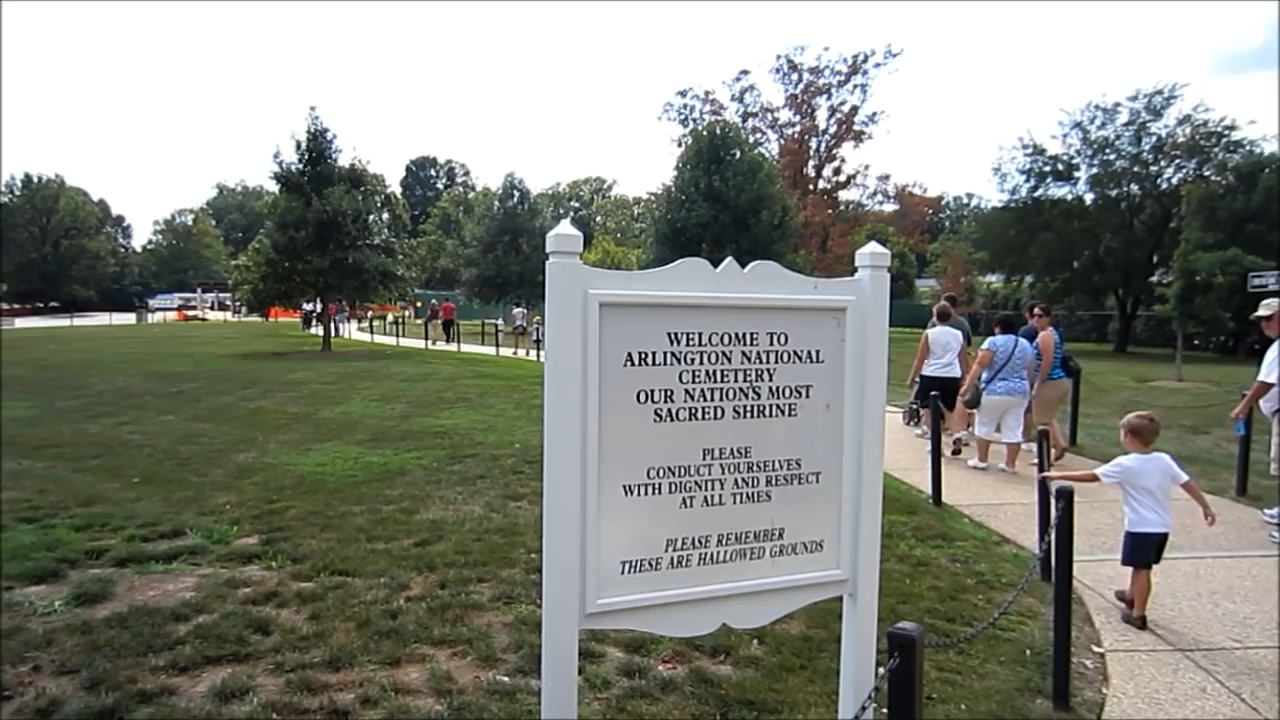 WELCOME TO
ARLINGTON NATIONAL
CEMETERY
OUR NATION'S MOST
SACRED SHRINE
PLEASE
CONDUCT YOURSELVES
WITH DIGNITY AND RESPECT
AT ALL TIMES
PLEASE REMEMBER
THESE ARE HALLOWED GROUNDS